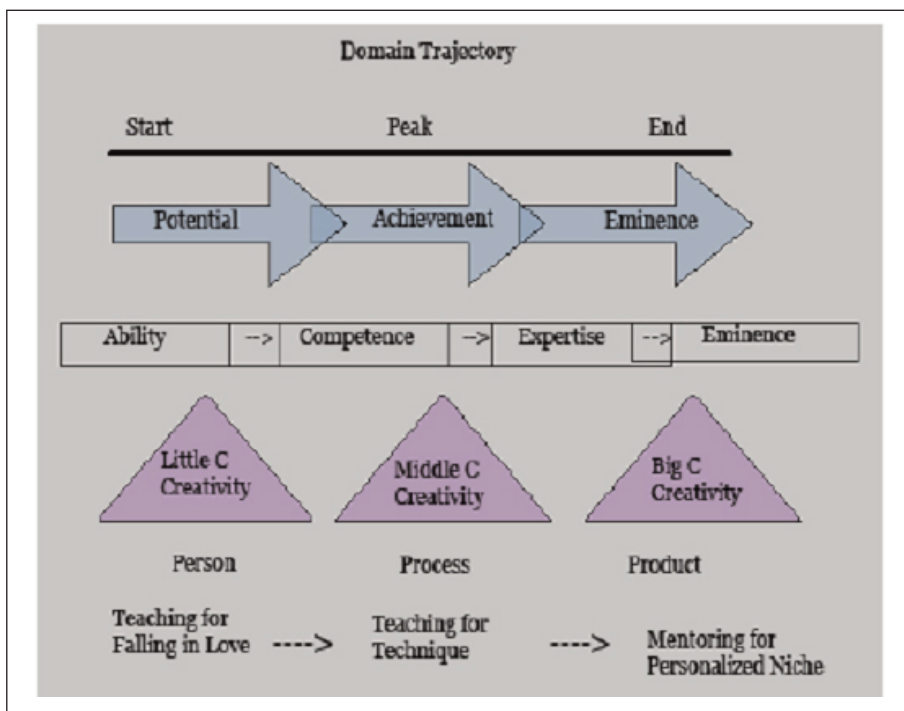 Domain Trajectory
Start Peak End
Potential Achievement Eminence
Ability --> Competence --> Expertise --> Eminence
Little C
Creativity
Middle C
Creativity
Big C
Creativity
Person Process Product
Teaching for
Falling in Love ---->
Teaching for
Technique ---->
Mentoring for
Personalized Niche